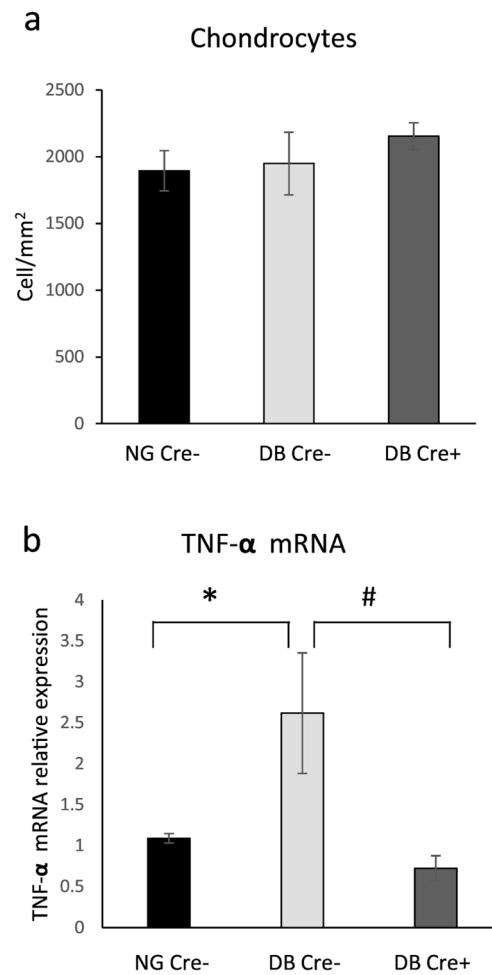 a
Chondrocytes
Cell/mm²
2500
2000
1500
1000
500
0
NG Cre-
DB Cre-
DB Cre+
b
TNF-α mRNA
TNF-α mRNA relative expression
4
3.5
3
2.5
2
1.5
1
0.5
0
*
#
NG Cre-
DB Cre-
DB Cre+